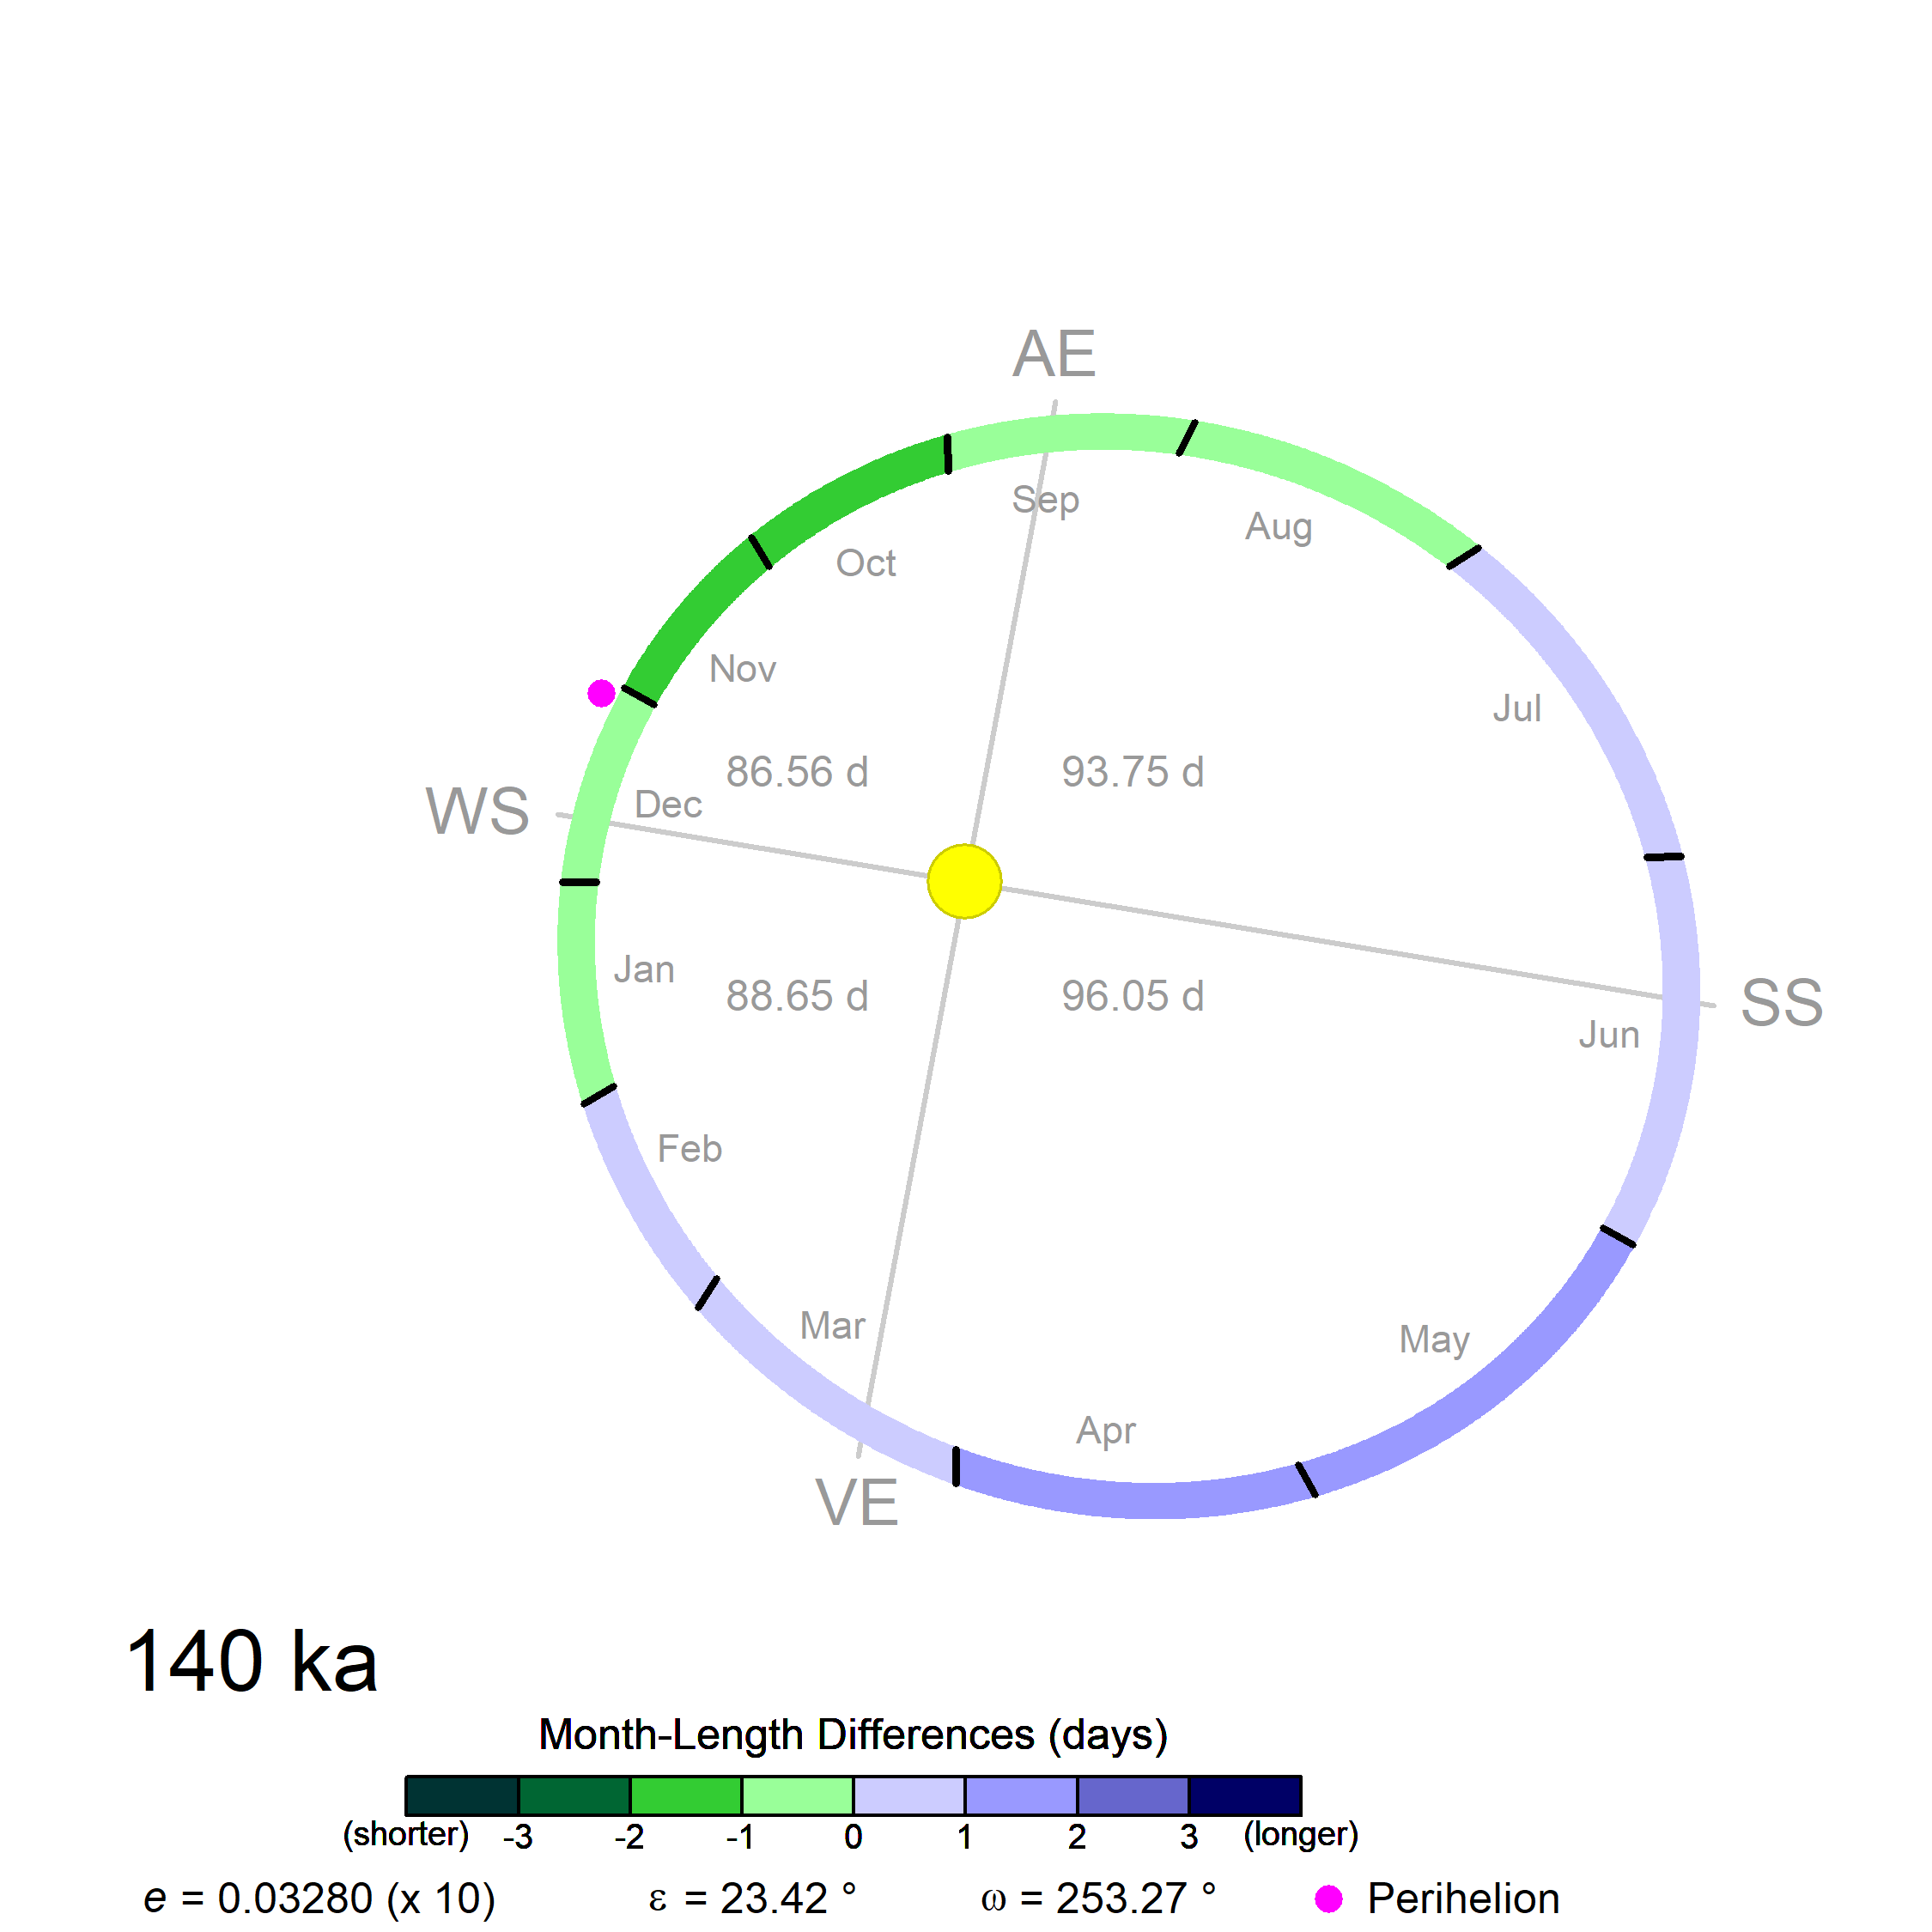 AE
Sep
Aug
Oct
Nov
Jul
86.56 d
93.75 d
WS
Dec
Jan
88.65 d
96.05 d
SS
Jun
Feb
Mar
May
Apr
VE
140 ka
Month-Length Differences (days)
(shorter) -3 -2 -1 0 1 2 3 (longer)
e = 0.03280 (x 10) ε = 23.42 ° ω = 253.27 ° Perihelion